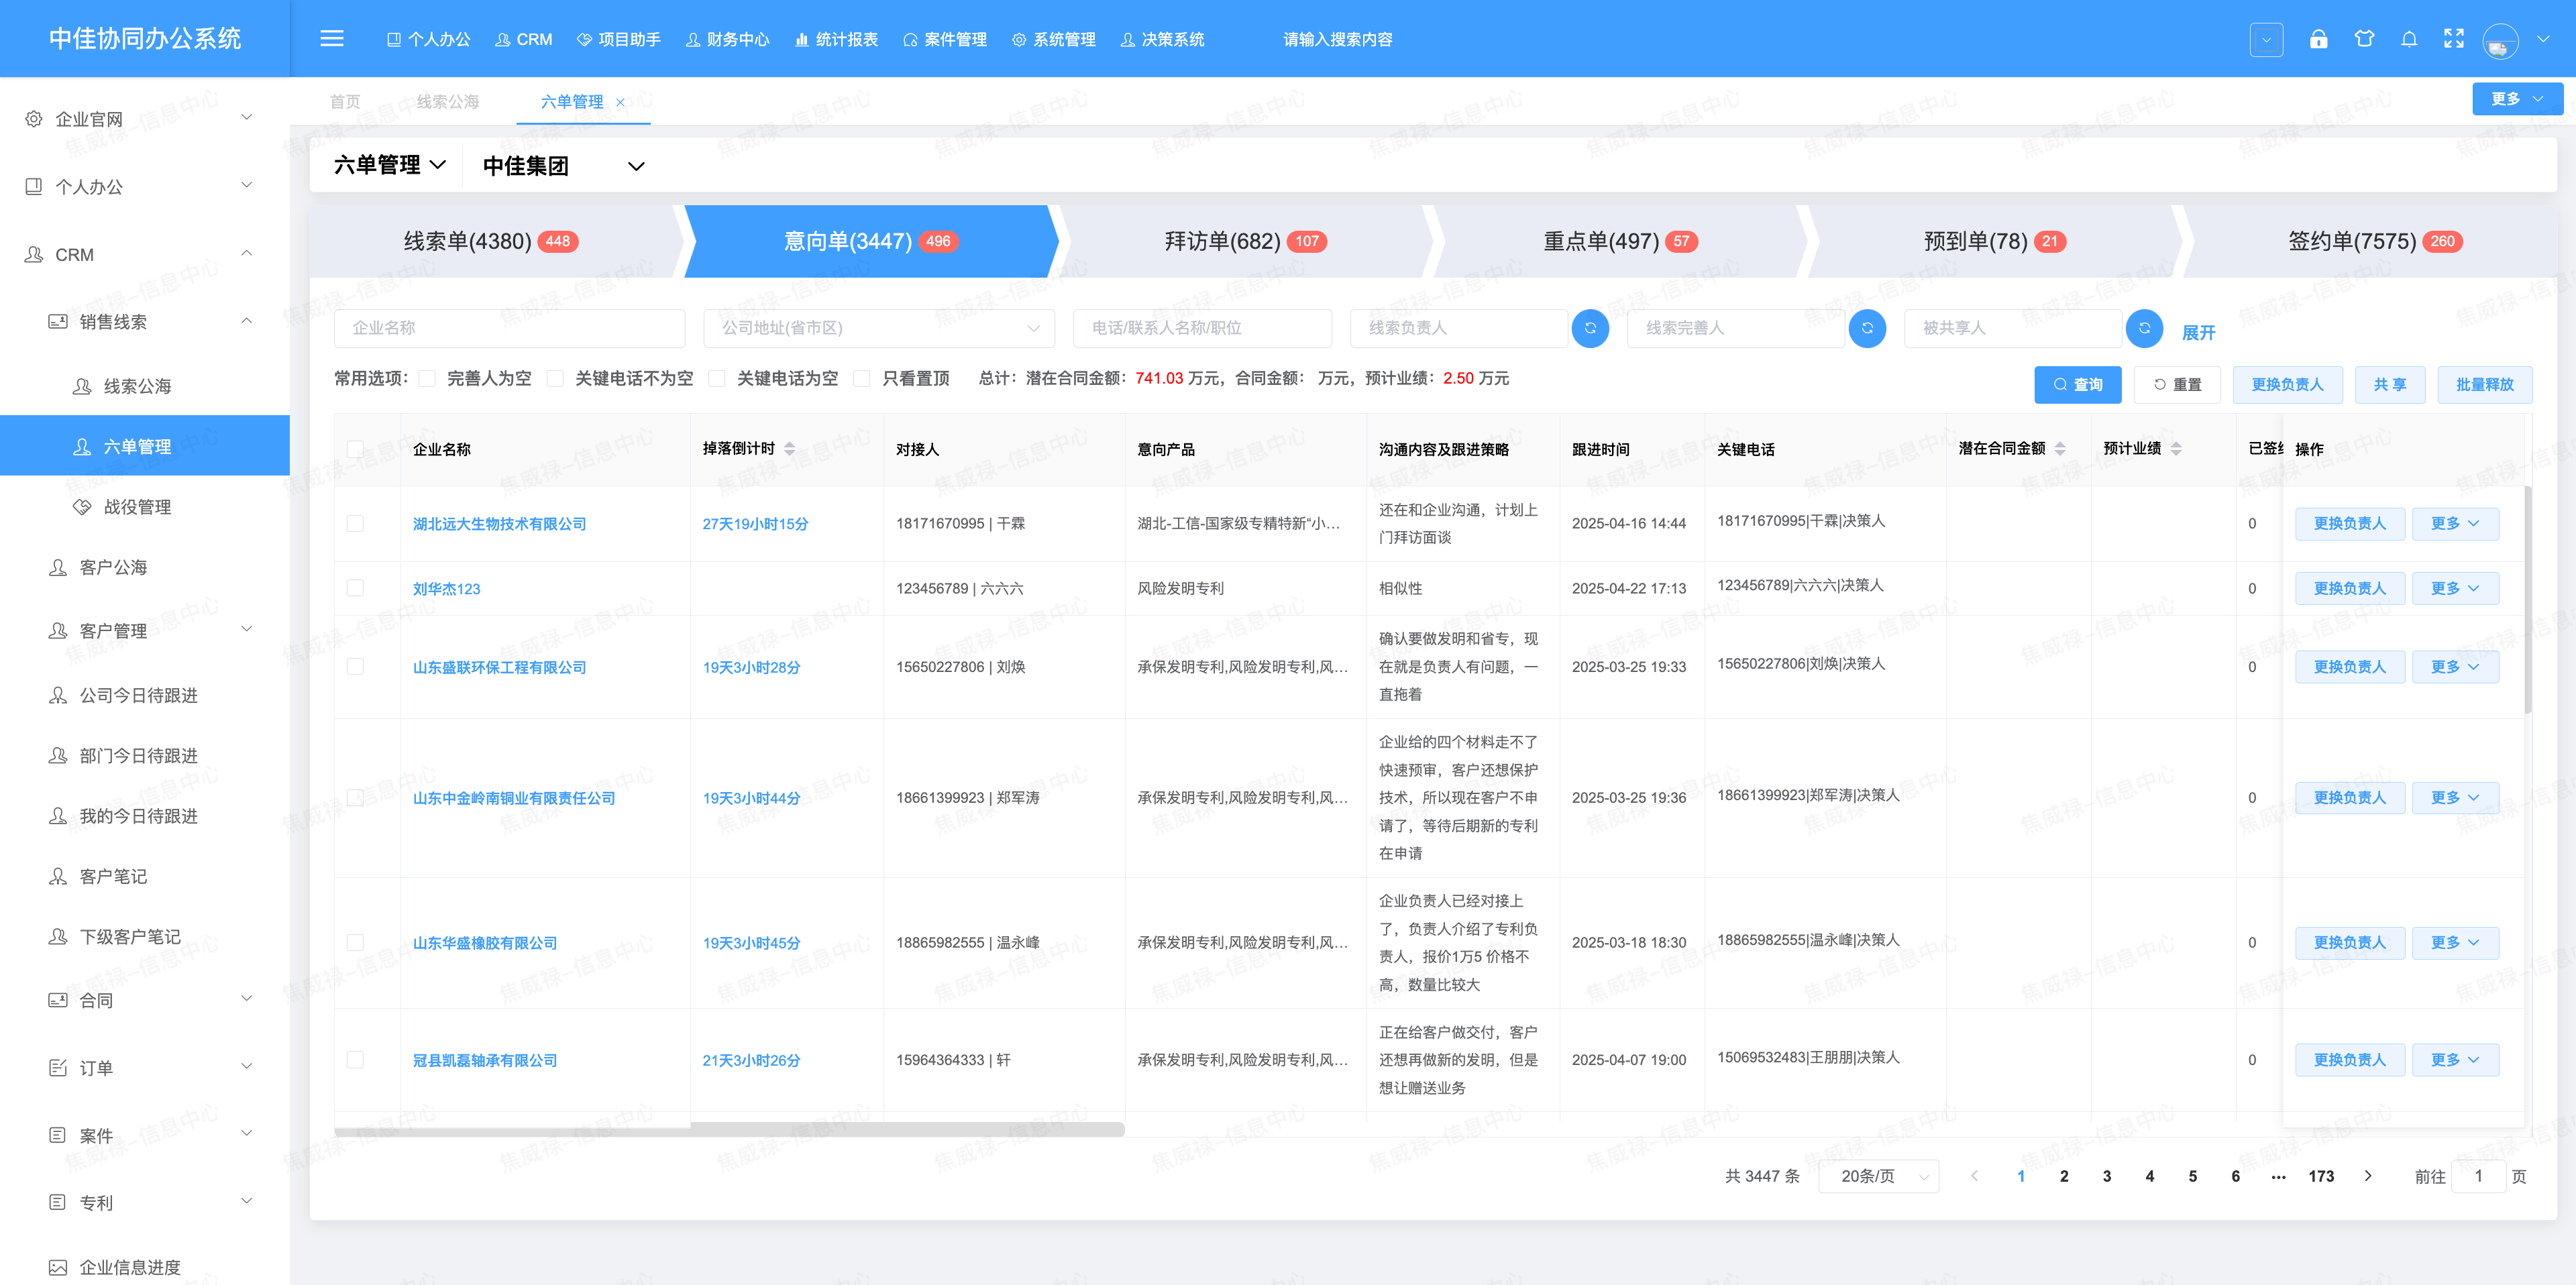 中佳协同办公系统
个人办公
CRM
项目助手
财务中心
统计报表
案件管理
系统管理
决策系统
请输入搜索内容
企业官网
个人办公
CRM
销售线索
线索公海
六单管理
战役管理
客户公海
客户管理
公司今日待跟进
部门今日待跟进
我的今日待跟进
客户笔记
下级客户笔记
合同
订单
案件
专利
企业信息进度
首页
线索公海
六单管理
更多
六单管理
中佳集团
线索单(4380) 448
意向单(3447) 496
拜访单(682) 107
重点单(497) 57
预到单(78) 21
签约单(7575) 260
企业名称
公司地址(省市区)
电话/联系人名称/职位
线索负责人
线索完善人
被共享人
展开
常用选项： 完善人为空 关键电话不为空 关键电话为空 只看置顶 总计：潜在合同金额：741.03 万元，合同金额： 万元，预计业绩：2.50 万元
查询
重置
更换负责人
共 享
批量释放
企业名称 掉落倒计时 对接人 意向产品 沟通内容及跟进策略 跟进时间 关键电话 潜在合同金额 预计业绩 已签 操作
湖北远大生物技术有限公司
27天19小时15分
18171670995 | 干霖
湖北-工信-国家级专精特新“小...
还在和企业沟通，计划上
门拜访面谈
2025-04-16 14:44
18171670995|干霖|决策人
0
更换负责人
更多
刘华杰123
123456789 | 六六六
风险发明专利
相似性
2025-04-22 17:13
123456789|六六六|决策人
0
更换负责人
更多
山东盛联环保工程有限公司
19天3小时28分
15650227806 | 刘焕
承保发明专利,风险发明专利,风...
确认要做发明和省专，现
在就是负责人有问题，一
直拖着
2025-03-25 19:33
15650227806|刘焕|决策人
0
更换负责人
更多
山东中金岭南铜业有限责任公司
19天3小时44分
18661399923 | 郑军涛
承保发明专利,风险发明专利,风...
企业给的四个材料走不了
快速预审，客户还想保护
技术，所以现在客户不申
请了，等待后期新的专利
在申请
2025-03-25 19:36
18661399923|郑军涛|决策人
0
更换负责人
更多
山东华盛橡胶有限公司
19天3小时45分
18865982555 | 温永峰
承保发明专利,风险发明专利,风...
企业负责人已经对接上
了，负责人介绍了专利负
责人，报价1万5 价格不
高，数量比较大
2025-03-18 18:30
18865982555|温永峰|决策人
0
更换负责人
更多
冠县凯磊轴承有限公司
21天3小时26分
15964364333 | 轩
承保发明专利,风险发明专利,风...
正在给客户做交付，客户
还想再做新的发明，但是
想让赠送业务
2025-04-07 19:00
15069532483|王朋朋|决策人
0
更换负责人
更多
共 3447 条
20条/页
1 2 3 4 5 6 ... 173
前往 1 页
焦威禄-信息中心